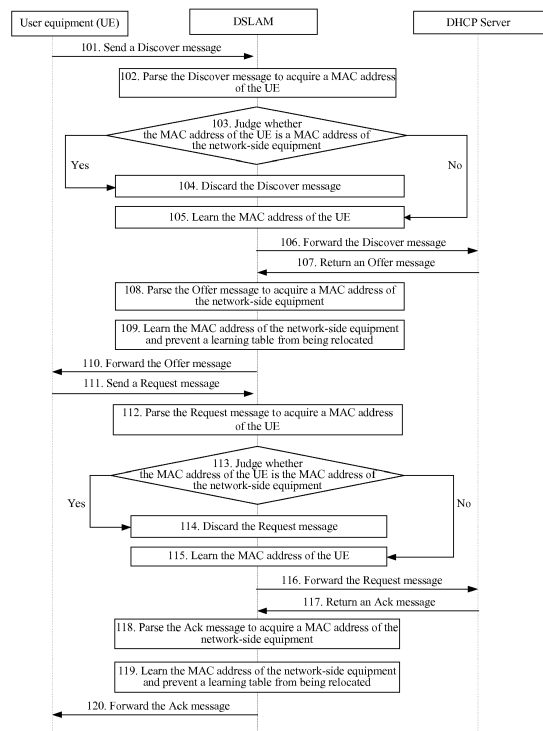 User equipment (UE)
DSLAM
DHCP Server
101. Send a Discover message
102. Parse the Discover message to acquire a MAC address
of the UE
103. Judge whether
the MAC address of the UE is a MAC address of
the network-side equipment
Yes
No
104. Discard the Discover message
105. Learn the MAC address of the UE
106. Forward the Discover message
107. Return an Offer message
108. Parse the Offer message to acquire a MAC address of
the network-side equipment
109. Learn the MAC address of the network-side equipment
and prevent a learning table from being relocated
110. Forward the Offer message
111. Send a Request message
112. Parse the Request message to acquire a MAC address
of the UE
113. Judge whether
the MAC address of the UE is the MAC address of
the network-side equipment
Yes
No
114. Discard the Request message
115. Learn the MAC address of the UE
116. Forward the Request message
117. Return an Ack message
118. Parse the Ack message to acquire a MAC address of the
network-side equipment
119. Learn the MAC address of the network-side equipment
and prevent a learning table from being relocated
120. Forward the Ack message